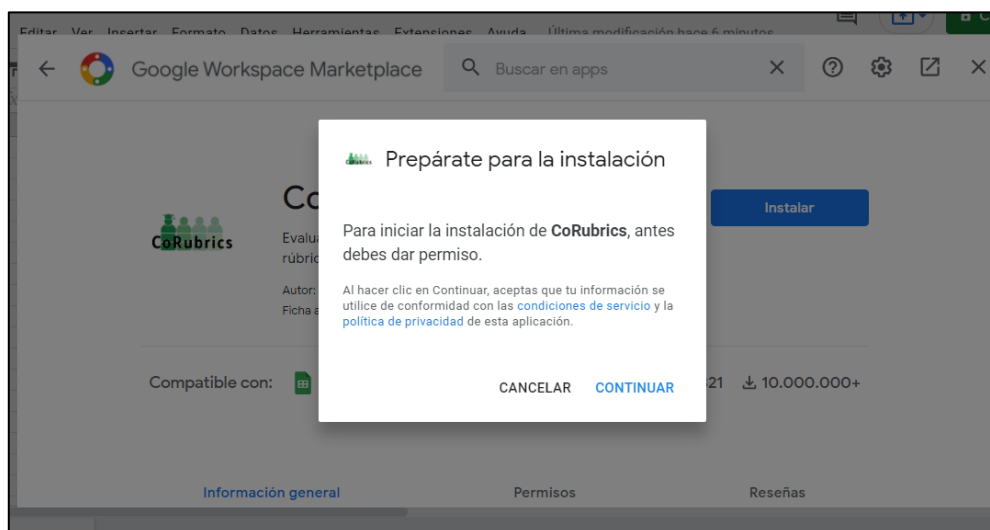 Editar Ver Insertar Formato Datos Herramientas Extensiones Ayuda Última modificación hace 6 minutos
Google Workspace Marketplace
Buscar en apps
Prepárate para la instalación
Para iniciar la instalación de CoRubrics, antes
debes dar permiso.
Al hacer clic en Continuar, aceptas que tu información se
utilice de conformidad con las condiciones de servicio y la
política de privacidad de esta aplicación.
CANCELAR CONTINUAR
Co
Instalar
CoRubrics
Evalu
rúbric
Autor:
Ficha a
Compatible con:
21 10.000.000+
Información general Permisos Reseñas